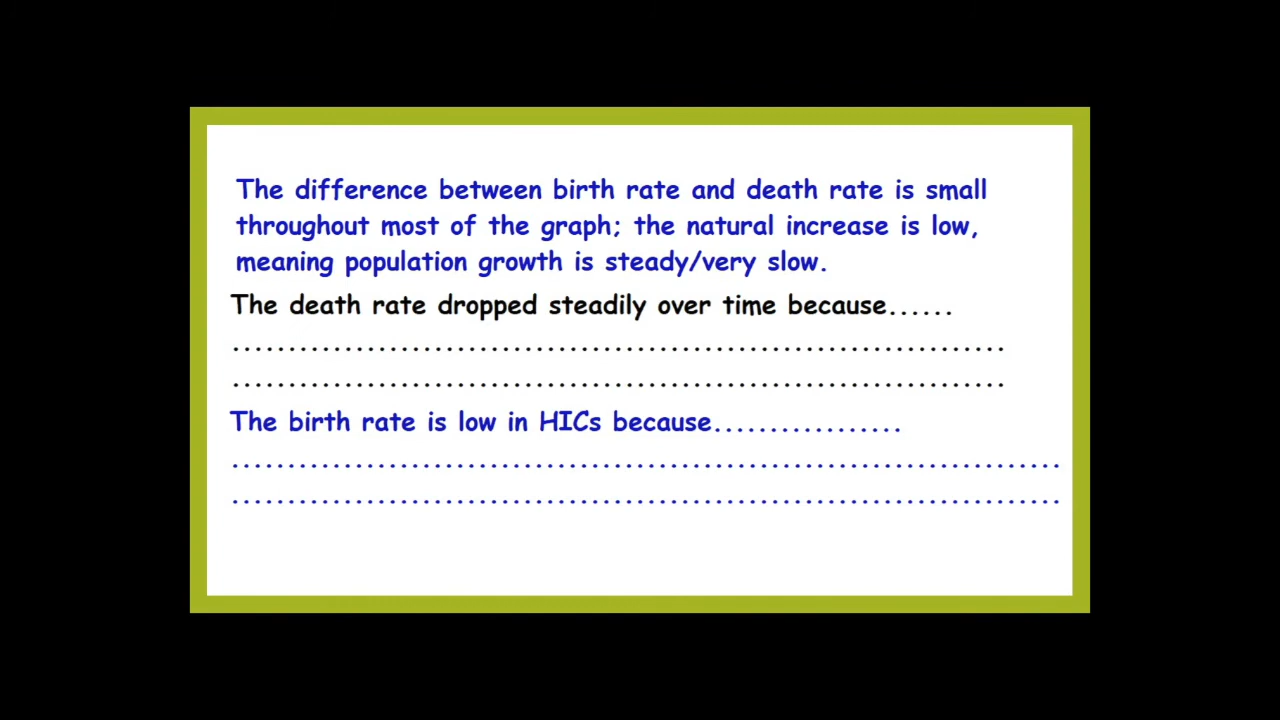 The difference between birth rate and death rate is small
throughout most of the graph; the natural increase is low,
meaning population growth is steady/very slow.
The death rate dropped steadily over time because......
.......................................................
.......................................................
The birth rate is low in HICs because.................
...........................................................
...........................................................